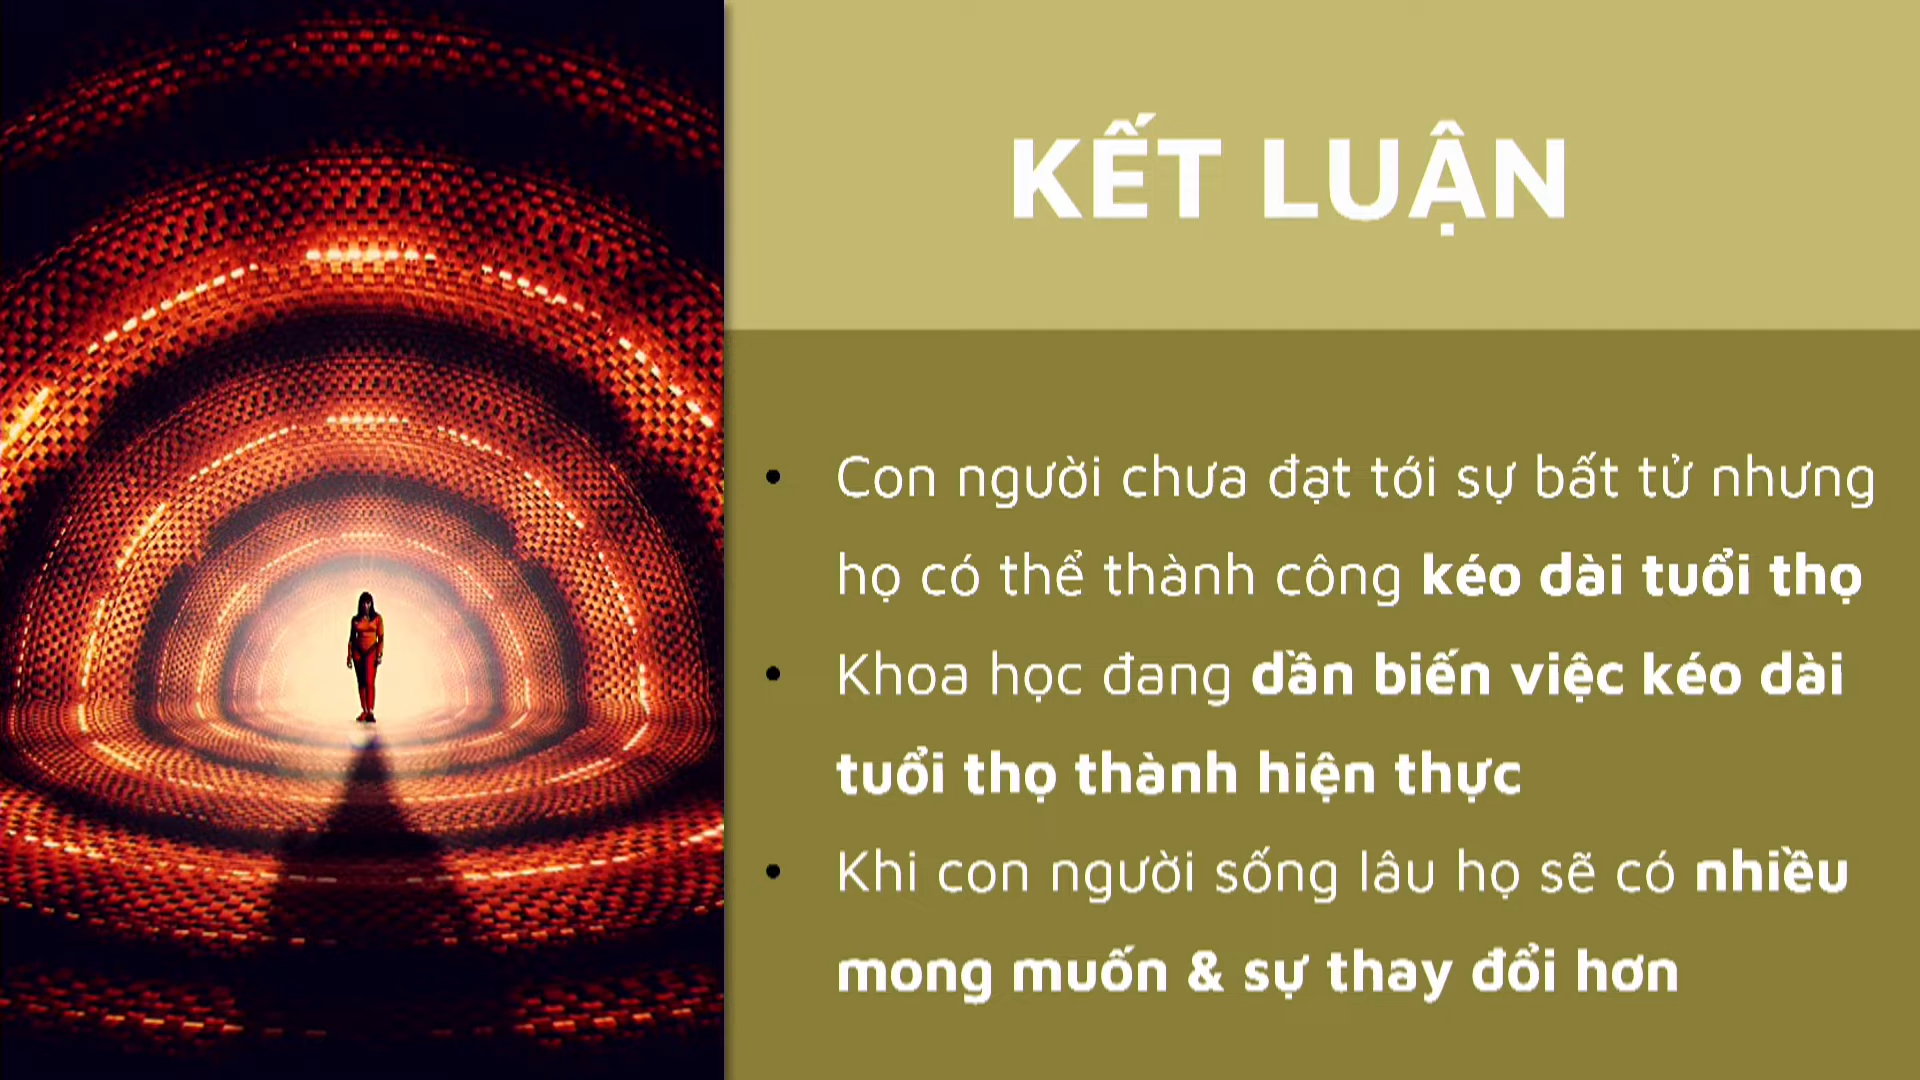 KẾT LUẬN
• Con người chưa đạt tới sự bất tử nhưng
họ có thể thành công kéo dài tuổi thọ
• Khoa học đang dần biến việc kéo dài
tuổi thọ thành hiện thực
• Khi con người sống lâu họ sẽ có nhiều
mong muốn & sự thay đổi hơn